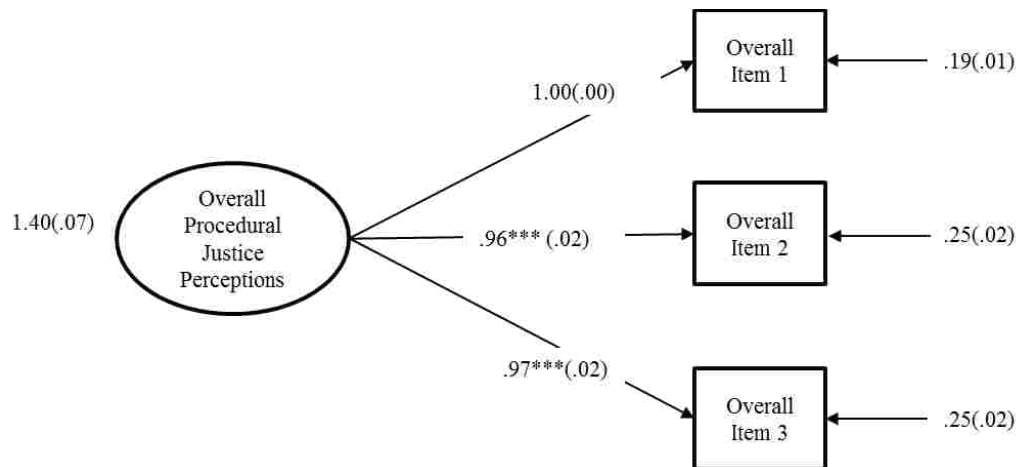 Overall
Item 1
.19(.01)
1.00(.00)
Overall
Procedural
Justice
Perceptions
1.40(.07)
.96*** (.02)
Overall
Item 2
.25(.02)
.97***(.02)
Overall
Item 3
.25(.02)